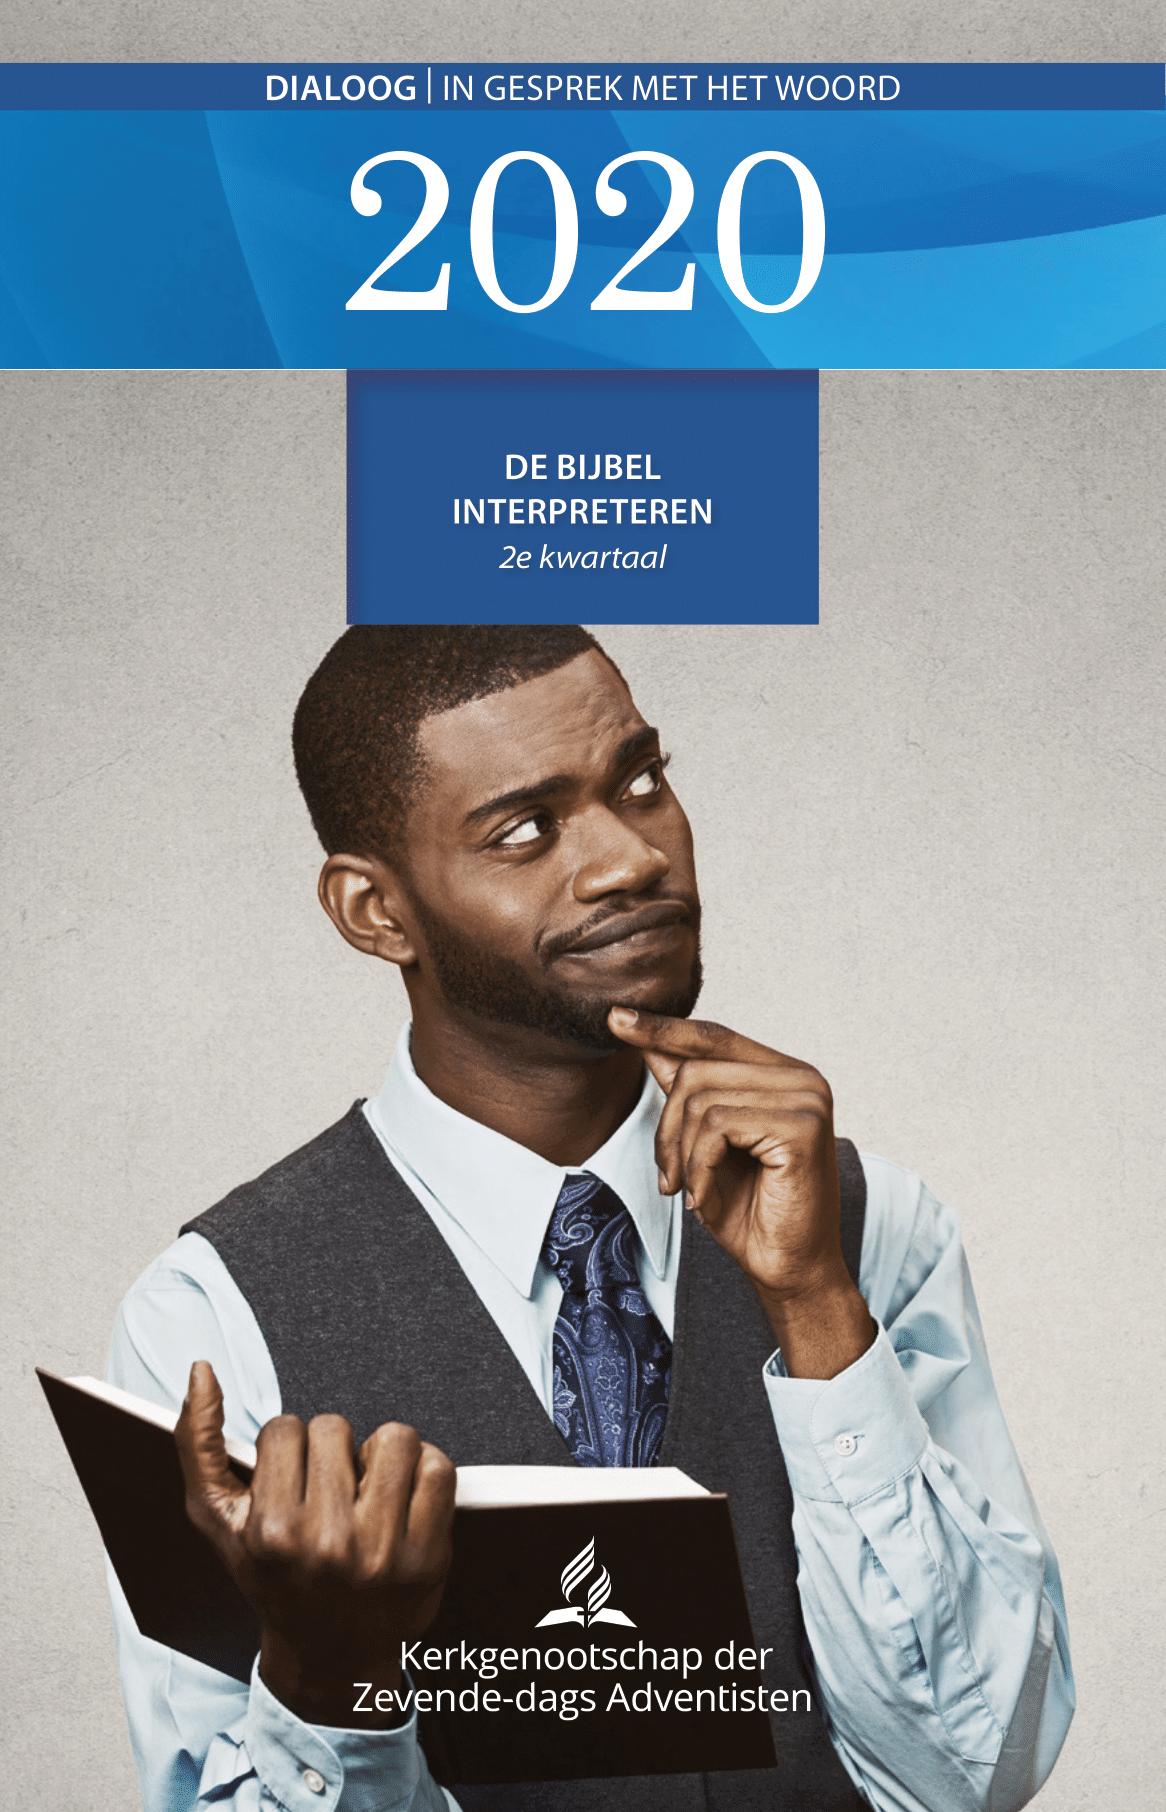 DIALOOG | IN GESPREK MET HET WOORD
2020
DE BIJBEL
INTERPRETEREN
2e kwartaal
Kerkgenootschap der
Zevende-dags Adventisten